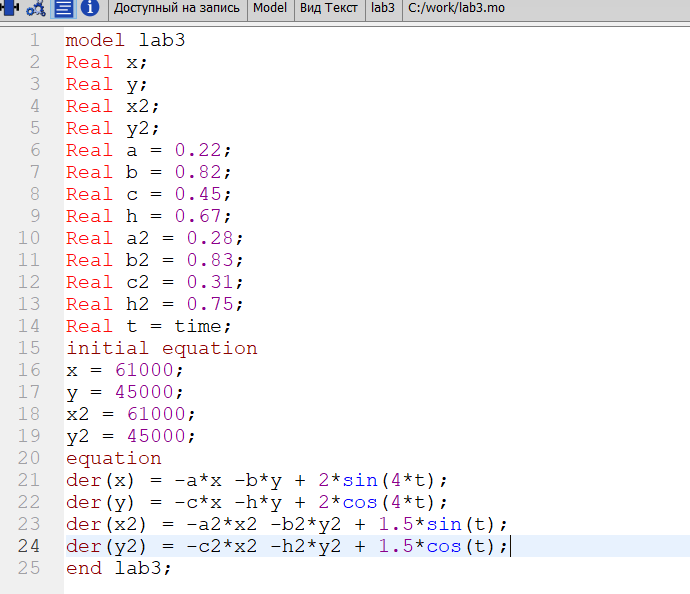 Доступный на запись Model Вид Текст lab3 C:/work/lab3.mo
1 model lab3
2 Real x;
3 Real y;
4 Real x2;
5 Real y2;
6 Real a = 0.22;
7 Real b = 0.82;
8 Real c = 0.45;
9 Real h = 0.67;
10 Real a2 = 0.28;
11 Real b2 = 0.83;
12 Real c2 = 0.31;
13 Real h2 = 0.75;
14 Real t = time;
15 initial equation
16 x = 61000;
17 y = 45000;
18 x2 = 61000;
19 y2 = 45000;
20 equation
21 der(x) = -a*x -b*y + 2*sin(4*t);
22 der(y) = -c*x -h*y + 2*cos(4*t);
23 der(x2) = -a2*x2 -b2*y2 + 1.5*sin(t);
24 der(y2) = -c2*x2 -h2*y2 + 1.5*cos(t);
25 end lab3;